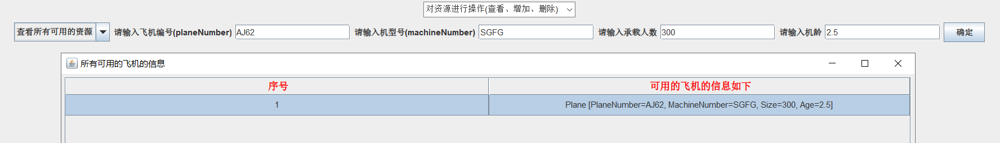 对资源进行操作(查看、增加、删除)
查看所有可用的资源 请输入飞机编号(planeNumber) AJ62 请输入机型号(machineNumber) SGFG 请输入承载人数 300 请输入机龄 2.5 确定
所有可用的飞机的信息
序号 可用的飞机的信息如下
1 Plane [PlaneNumber=AJ62, MachineNumber=SGFG, Size=300, Age=2.5]